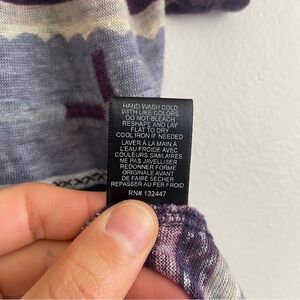 HAND WASH COLD
WITH LIKE COLORS
DO NOT BLEACH
RESHAPE AND LAY
FLAT TO DRY
COOL IRON IF NEEDED
LAVER À LA MAIN A
L'EAU FROIDE AVEC
COULEURS SIMILAIRES
NE PAS JAVELLISER
REDONNER FORME
ORIGINALE AVANT
DE FAIRE SECHER
REPASSER AU FER FROID
RN# 132447